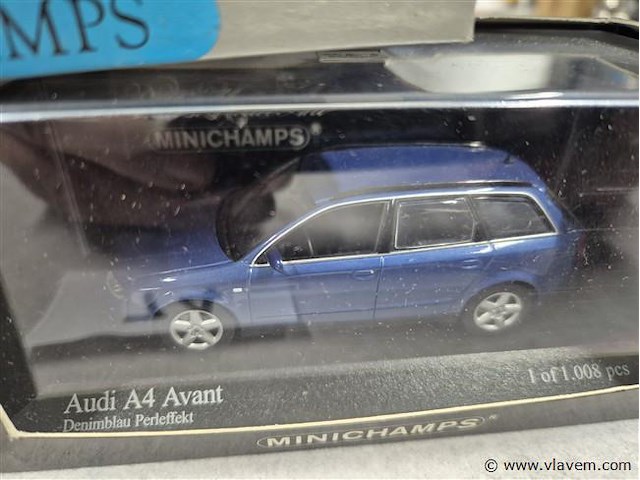 MPS
MINICHAMPS
Audi A4 Avant
1 of 1.008 pcs
Denimblau Perleffekt
MINICHAMPS
© www.vlavem.com